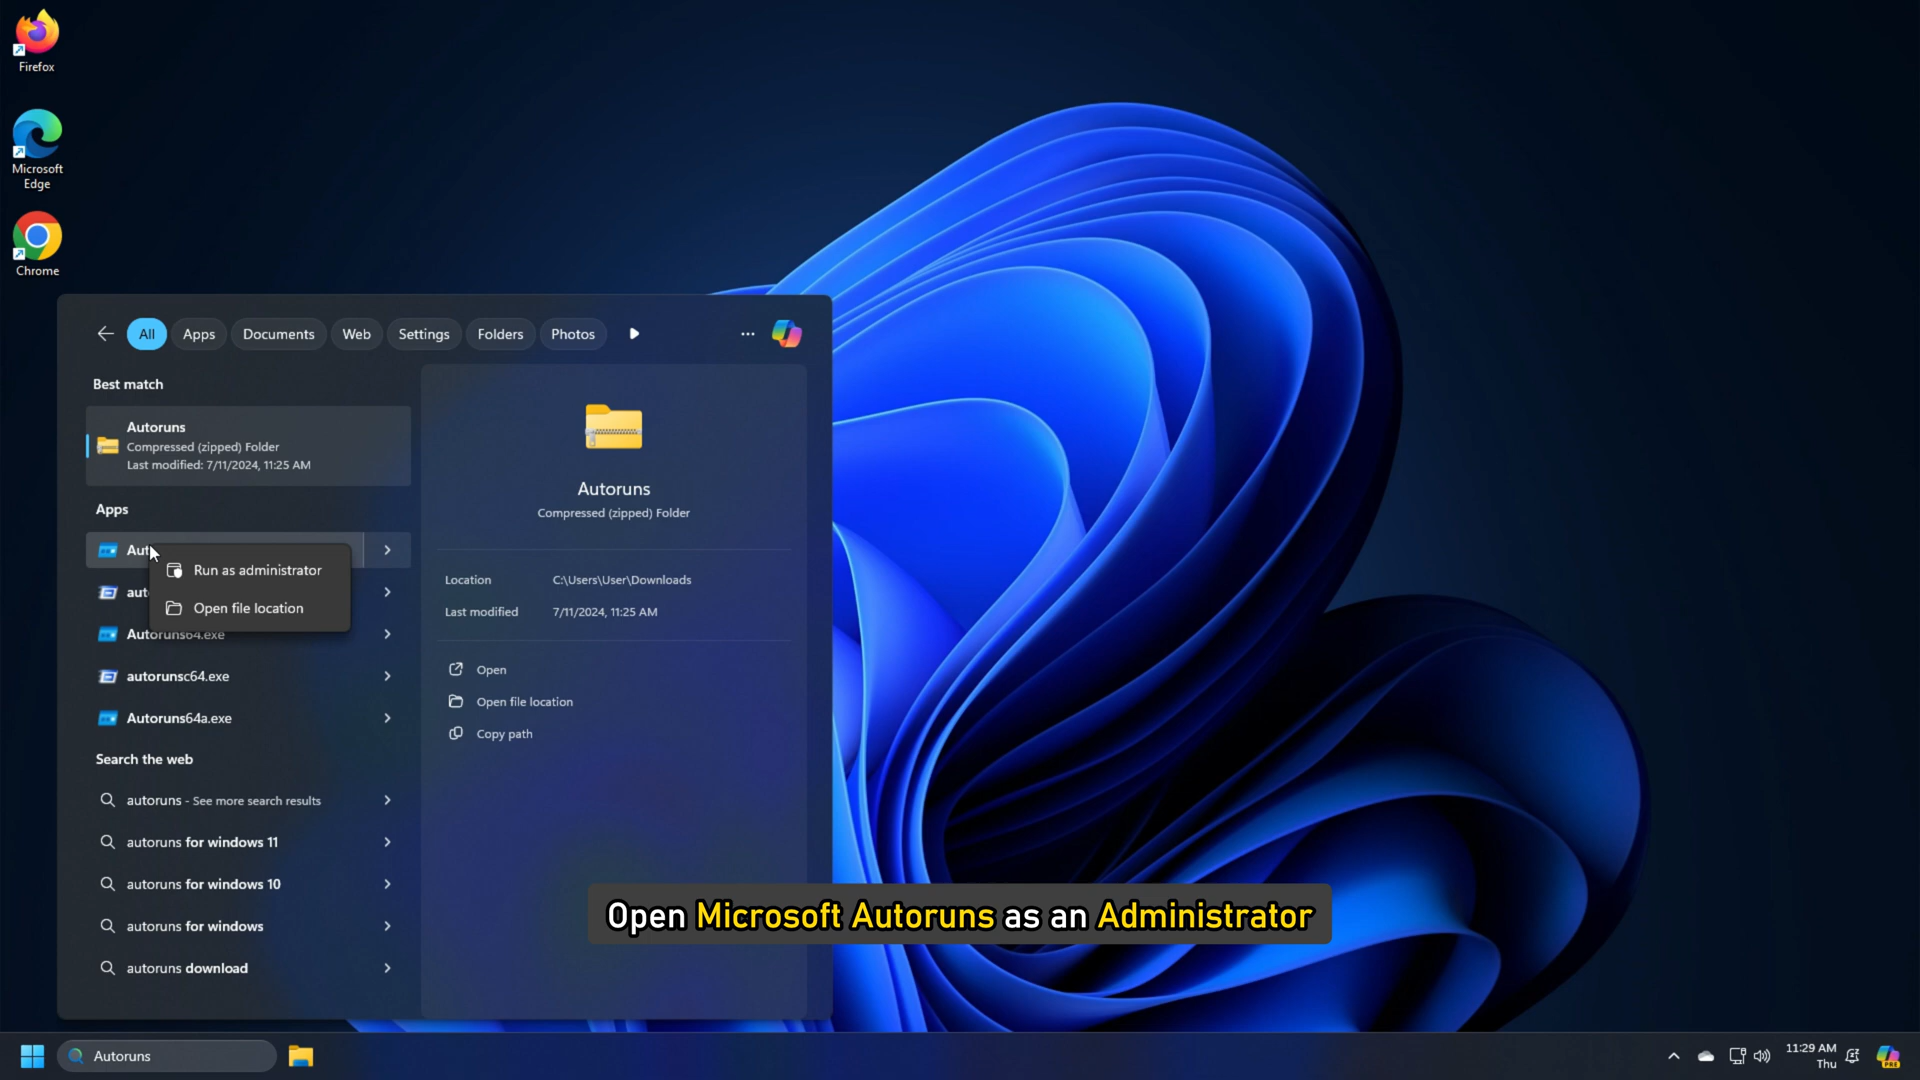 Firefox
Microsoft
Edge
Chrome
All
Apps
Documents
Web
Settings
Folders
Photos
Best match
Autoruns
Compressed (zipped) Folder
Last modified: 7/11/2024, 11:25 AM
Apps
Run as administrator
Open file location
Autoruns64.exe
autorunsc64.exe
Autoruns64a.exe
Search the web
autoruns - See more search results
autoruns for windows 11
autoruns for windows 10
autoruns for windows
autoruns download
Autoruns
Compressed (zipped) Folder
Location C:\Users\User\Downloads
Last modified 7/11/2024, 11:25 AM
Open
Open file location
Copy path
Open Microsoft Autoruns as an Administrator
Autoruns
11:29 AM
Thu
PRE